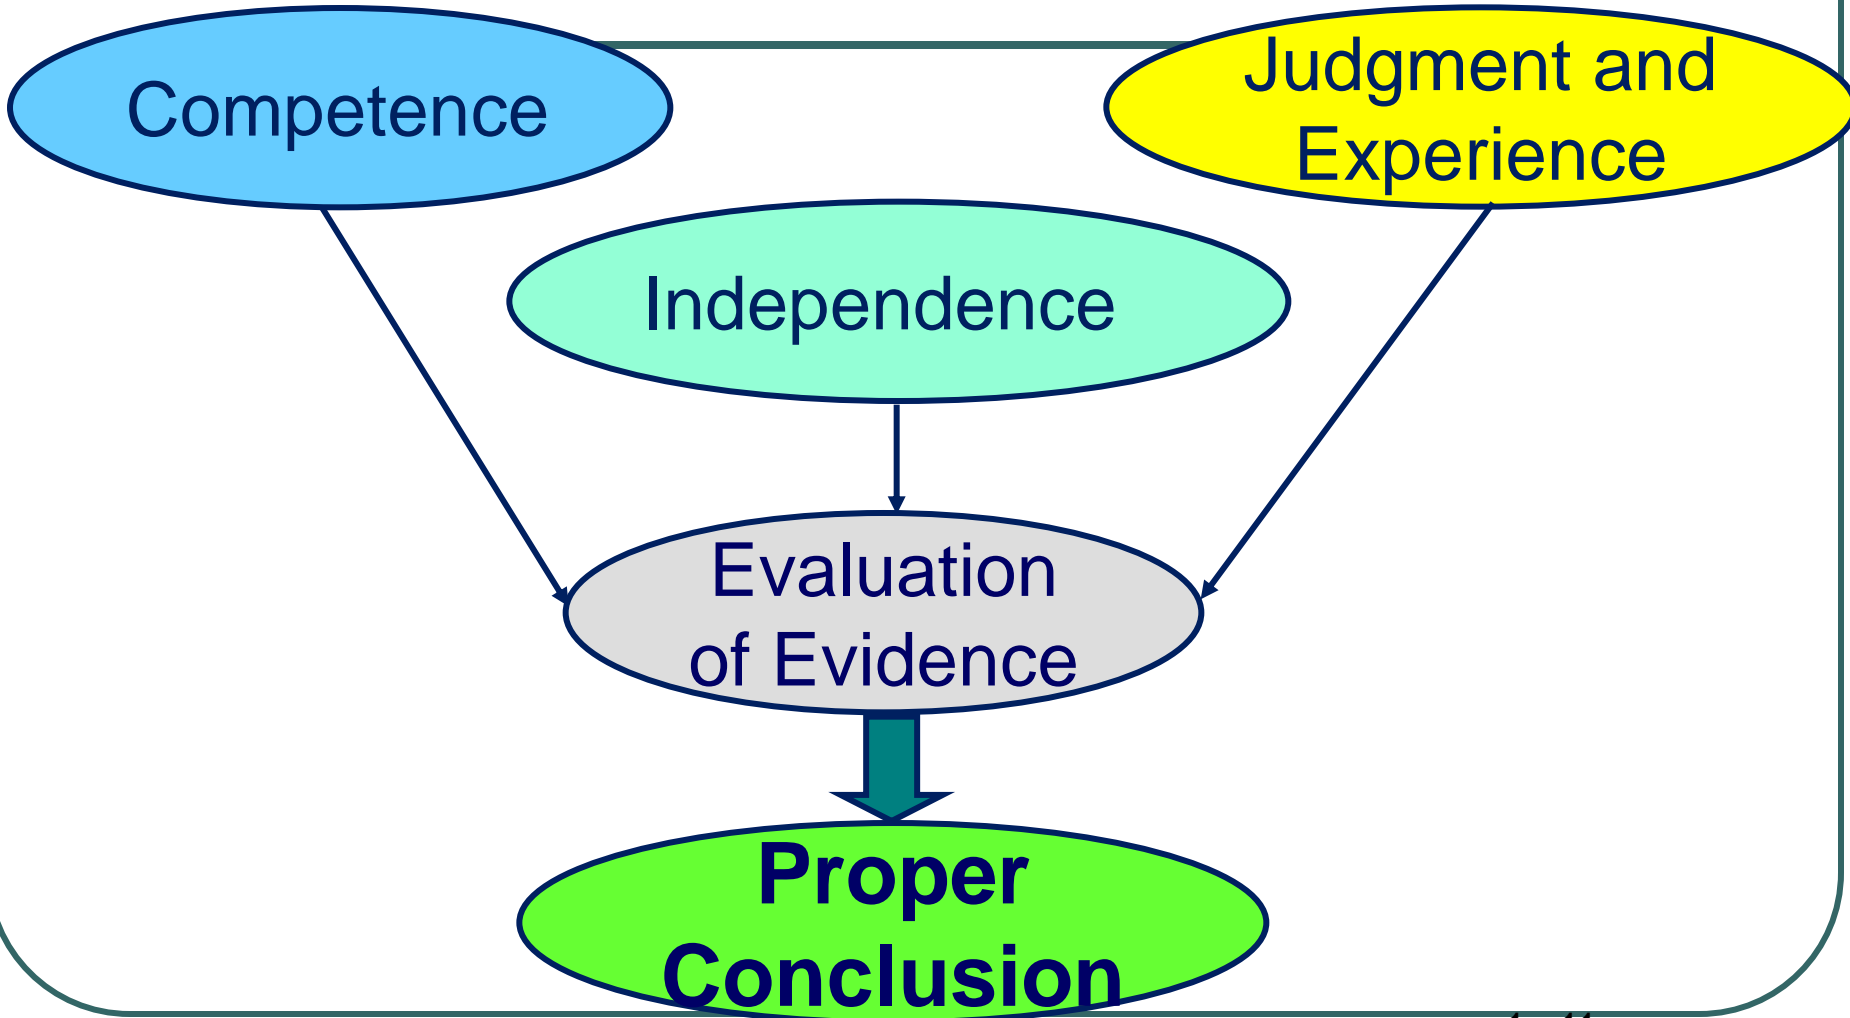 Competence
Judgment and
Experience
Independence
Evaluation
of Evidence
Proper
Conclusion